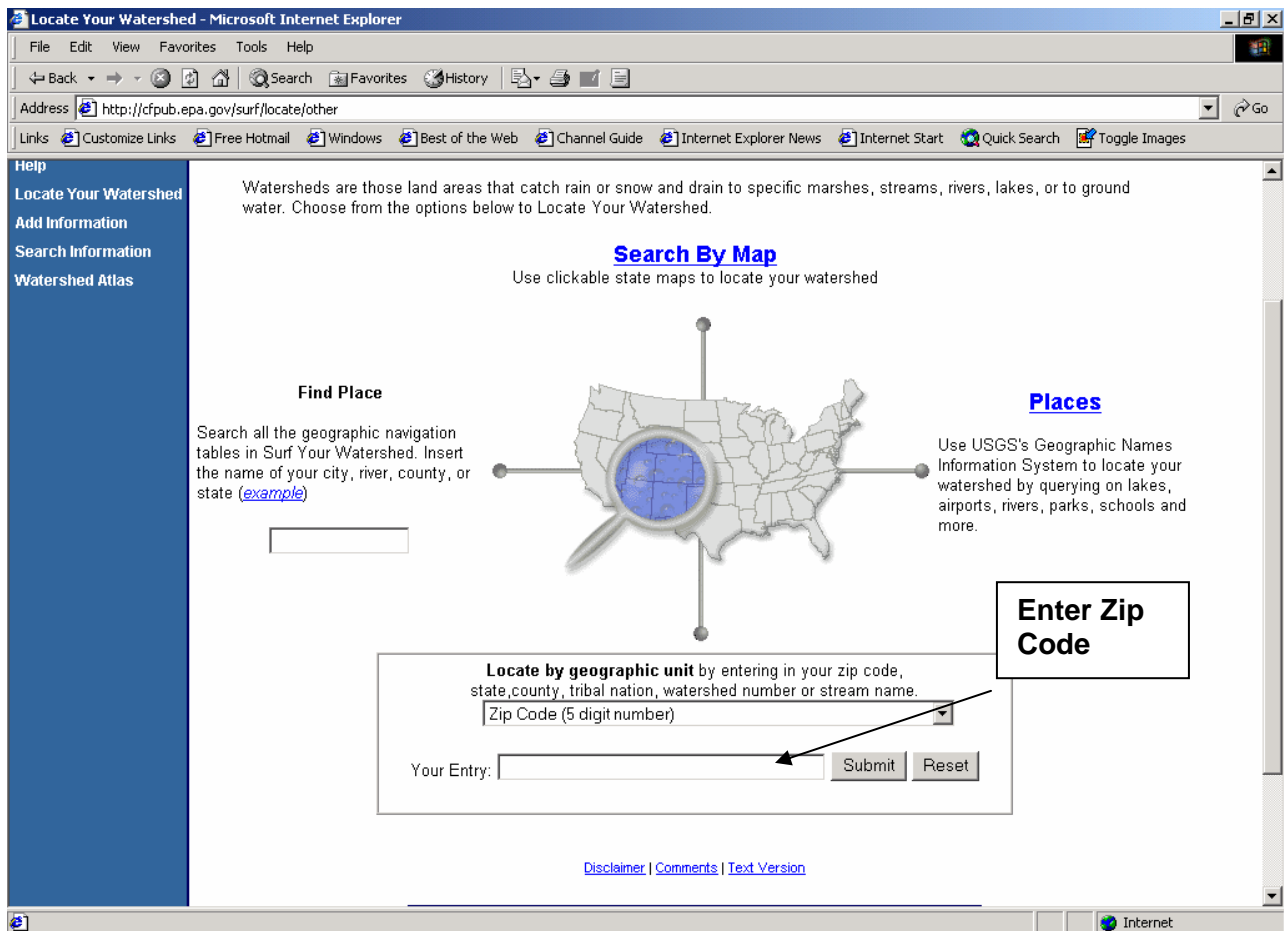 Locate Your Watershed - Microsoft Internet Explorer
File Edit View Favorites Tools Help
Back Search Favorites History
Address http://cfpub.epa.gov/surf/locate/other Go
Links Customize Links Free Hotmail Windows Best of the Web Channel Guide Internet Explorer News Internet Start Quick Search Toggle Images
Help
Locate Your Watershed
Add Information
Search Information
Watershed Atlas
Watersheds are those land areas that catch rain or snow and drain to specific marshes, streams, rivers, lakes, or to ground
water. Choose from the options below to Locate Your Watershed.
Search By Map
Use clickable state maps to locate your watershed
Find Place
Search all the geographic navigation
tables in Surf Your Watershed. Insert
the name of your city, river, county, or
state (example)
Places
Use USGS's Geographic Names
Information System to locate your
watershed by querying on lakes,
airports, rivers, parks, schools and
more.
Enter Zip
Code
Locate by geographic unit by entering in your zip code,
state,county, tribal nation, watershed number or stream name.
Zip Code (5 digit number)
Your Entry: Submit Reset
Disclaimer | Comments | Text Version
Internet